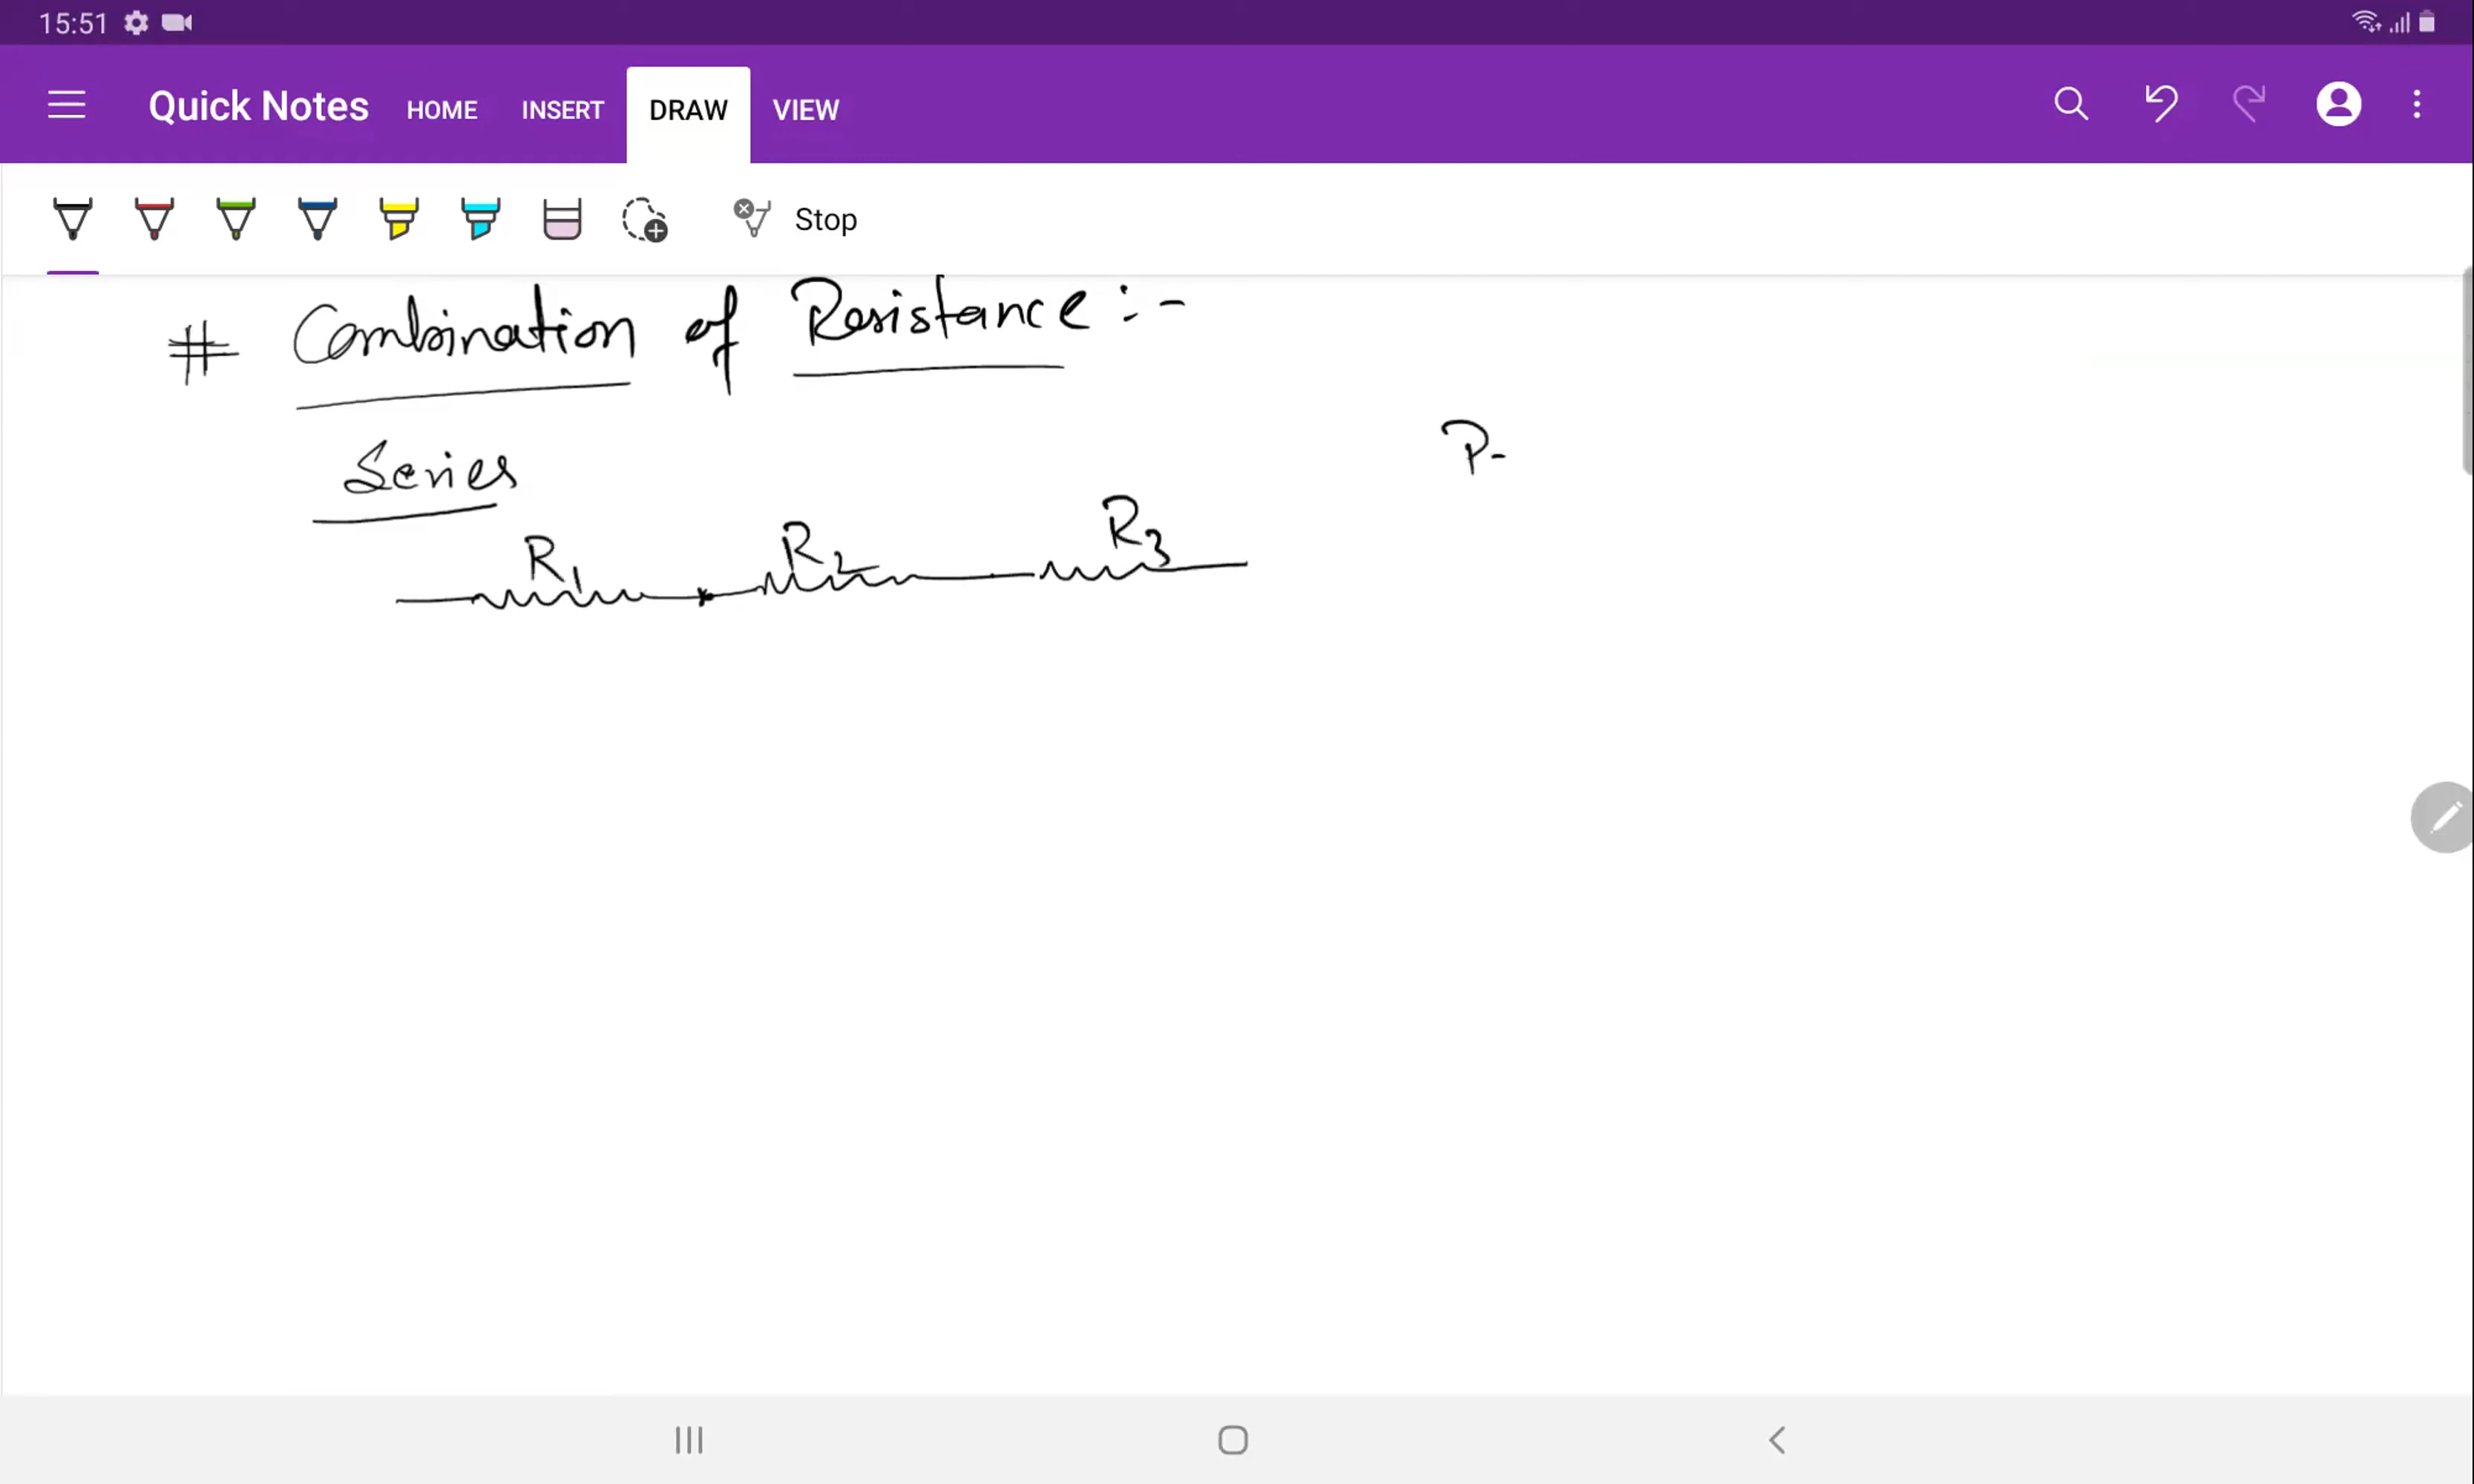 15:51
Quick Notes HOME INSERT DRAW VIEW
Stop
# Combination of Resistance :-
Series
P-
R1 R2 R3